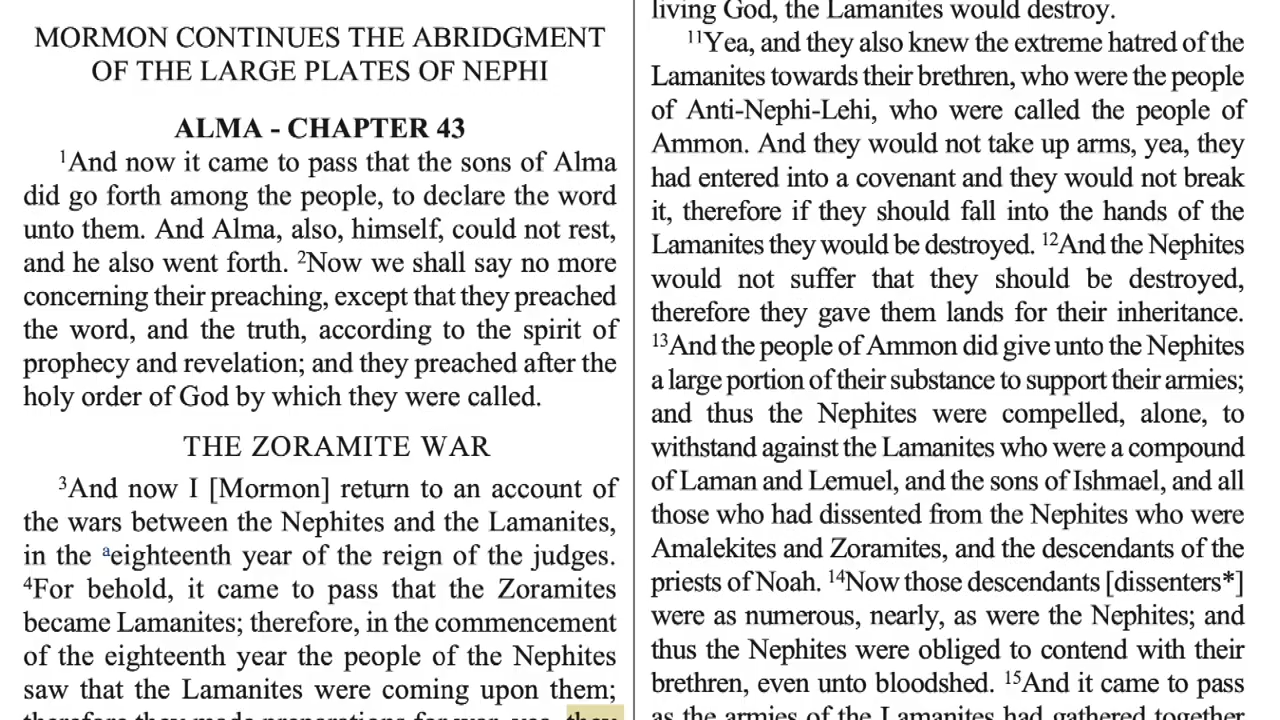 MORMON CONTINUES THE ABRIDGMENT
OF THE LARGE PLATES OF NEPHI
ALMA - CHAPTER 43
¹And now it came to pass that the sons of Alma
did go forth among the people, to declare the word
unto them. And Alma, also, himself, could not rest,
and he also went forth. ²Now we shall say no more
concerning their preaching, except that they preached
the word, and the truth, according to the spirit of
prophecy and revelation; and they preached after the
holy order of God by which they were called.
THE ZORAMITE WAR
³And now I [Mormon] return to an account of
the wars between the Nephites and the Lamanites,
in the ᵃeighteenth year of the reign of the judges.
⁴For behold, it came to pass that the Zoramites
became Lamanites; therefore, in the commencement
of the eighteenth year the people of the Nephites
saw that the Lamanites were coming upon them;
therefore they made preparations for war, yea, they
living God, the Lamanites would destroy.
¹¹Yea, and they also knew the extreme hatred of the
Lamanites towards their brethren, who were the people
of Anti-Nephi-Lehi, who were called the people of
Ammon. And they would not take up arms, yea, they
had entered into a covenant and they would not break
it, therefore if they should fall into the hands of the
Lamanites they would be destroyed. ¹²And the Nephites
would not suffer that they should be destroyed,
therefore they gave them lands for their inheritance.
¹³And the people of Ammon did give unto the Nephites
a large portion of their substance to support their armies;
and thus the Nephites were compelled, alone, to
withstand against the Lamanites who were a compound
of Laman and Lemuel, and the sons of Ishmael, and all
those who had dissented from the Nephites who were
Amalekites and Zoramites, and the descendants of the
priests of Noah. ¹⁴Now those descendants [dissenters*]
were as numerous, nearly, as were the Nephites; and
thus the Nephites were obliged to contend with their
brethren, even unto bloodshed. ¹⁵And it came to pass
as the armies of the Lamanites had gathered together